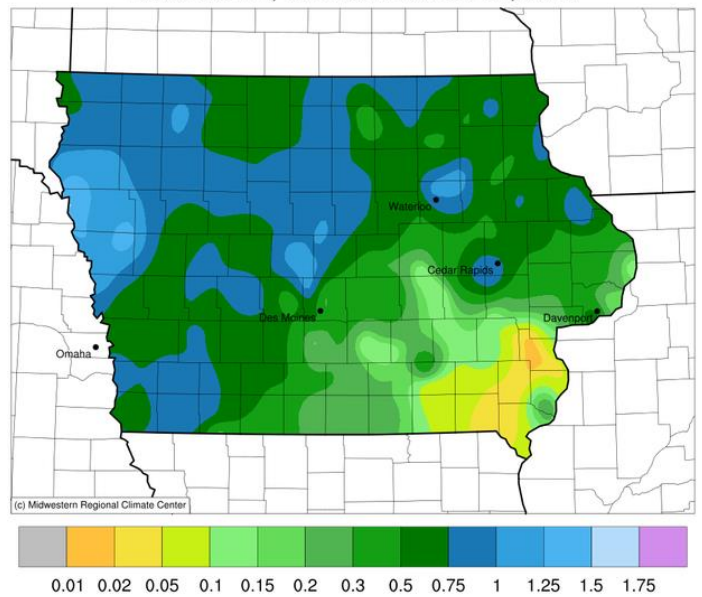 Waterloo
Cedar Rapids
Des Moines
Davenport
Omaha
(c) Midwestern Regional Climate Center
0.01 0.02 0.05 0.1 0.15 0.2 0.3 0.5 0.75 1 1.25 1.5 1.75